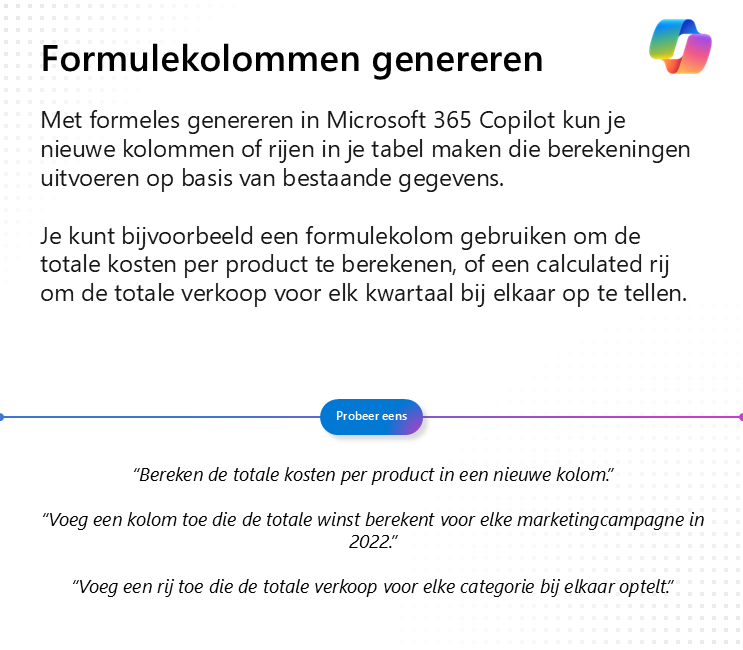 Formulekolommen genereren
Met formeles genereren in Microsoft 365 Copilot kun je
nieuwe kolommen of rijen in je tabel maken die berekeningen
uitvoeren op basis van bestaande gegevens.
Je kunt bijvoorbeeld een formulekolom gebruiken om de
totale kosten per product te berekenen, of een calculated rij
om de totale verkoop voor elk kwartaal bij elkaar op te tellen.
Probeer eens
“Bereken de totale kosten per product in een nieuwe kolom.”
“Voeg een kolom toe die de totale winst berekent voor elke marketingcampagne in
2022.”
“Voeg een rij toe die de totale verkoop voor elke categorie bij elkaar optelt.”